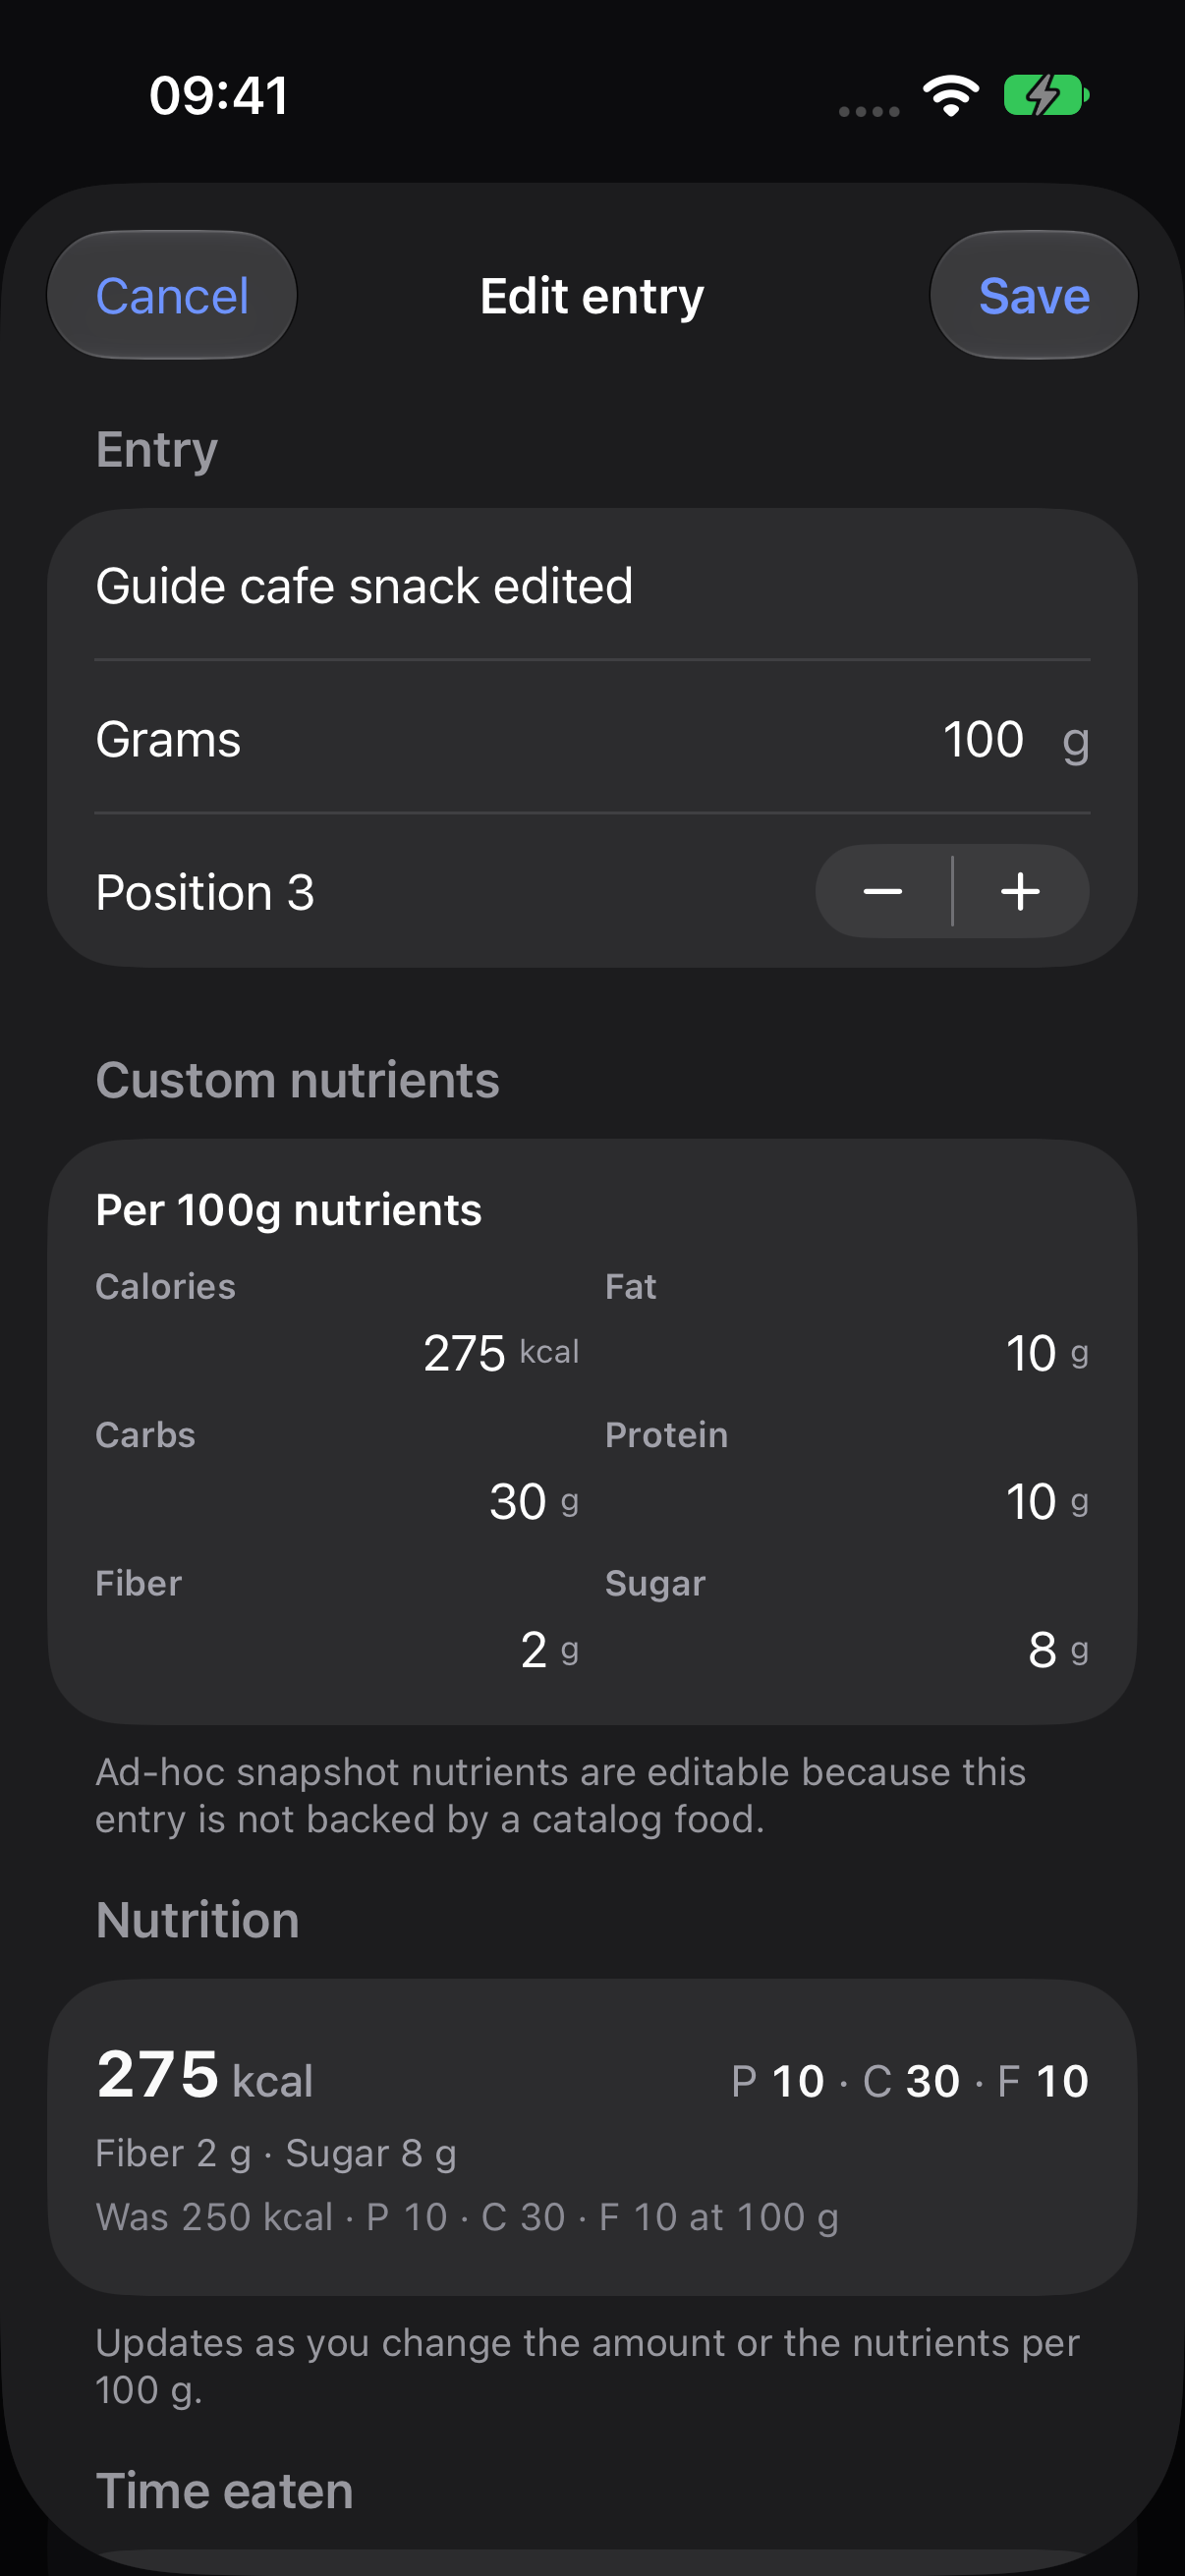 09:41
Cancel
Edit entry
Save
Entry
Guide cafe snack edited
Grams 100 g
Position 3
Custom nutrients
Per 100g nutrients
Calories Fat
275 kcal 10 g
Carbs Protein
30 g 10 g
Fiber Sugar
2 g 8 g
Ad-hoc snapshot nutrients are editable because this
entry is not backed by a catalog food.
Nutrition
275 kcal P 10 · C 30 · F 10
Fiber 2 g · Sugar 8 g
Was 250 kcal · P 10 · C 30 · F 10 at 100 g
Updates as you change the amount or the nutrients per
100 g.
Time eaten